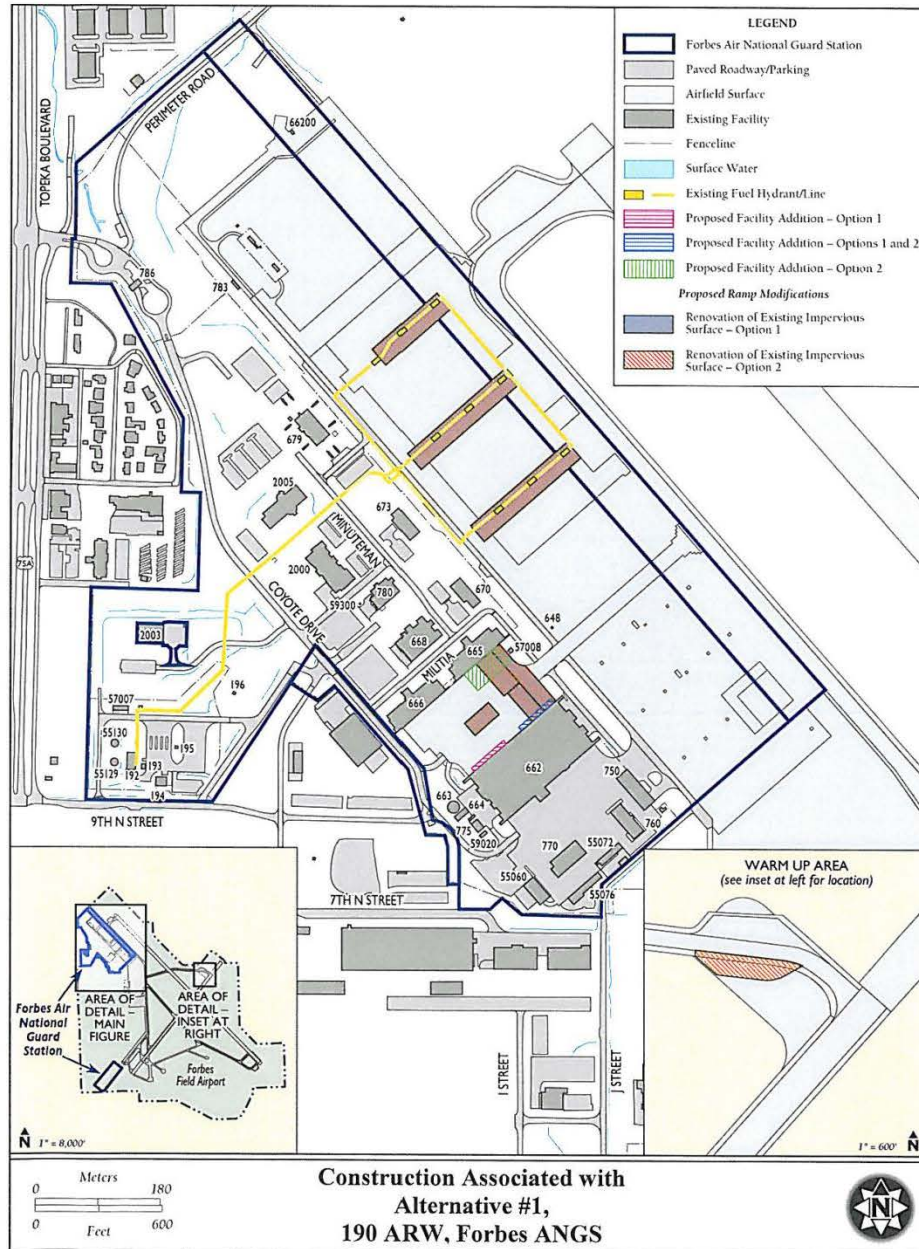 LEGEND
Forbes Air National Guard Station
Paved Roadway/Parking
Airfield Surface
Existing Facility
Fenceline
Surface Water
Existing Fuel Hydrant/Line
Proposed Facility Addition – Option 1
Proposed Facility Addition – Options 1 and 2
Proposed Facility Addition – Option 2
Proposed Ramp Modifications
Renovation of Existing Impervious
Surface – Option 1
Renovation of Existing Impervious
Surface – Option 2
TOPEKA BOULEVARD
PERIMETER ROAD
66200
786
783
679
2005
673
MINUTEMAN
2000
COYOTE DRIVE
59300
780
670
648
668
665
57008
MILITIA
666
75A
2003
196
57007
55130
195
55129
192
193
194
9TH N STREET
662
750
663
664
775
59020
760
770
55072
55060
55076
7TH N STREET
I STREET
J STREET
Forbes Air
National
Guard
Station
AREA OF
DETAIL –
MAIN
FIGURE
AREA OF
DETAIL –
INSET AT
RIGHT
Forbes
Field Airport
N 1" = 8,000'
WARM UP AREA
(see inset at left for location)
1" = 600' N
Meters
0 180
0 600
Feet
Construction Associated with
Alternative #1,
190 ARW, Forbes ANGS
N